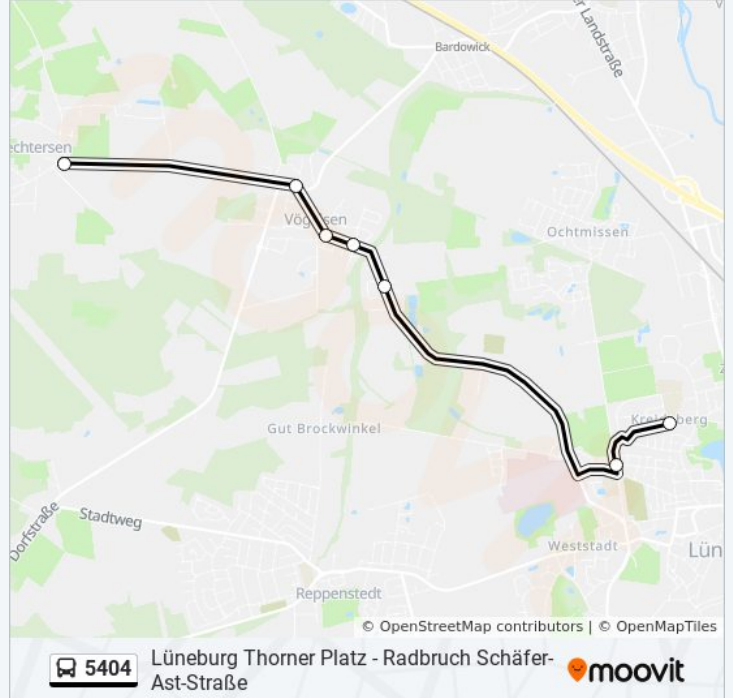 Bardowick
r Landstraße
echtersen
Vögelsen
Ochtmissen
Kreideberg
Gut Brockwinkel
Stadtweg
Dorfstraße
Weststadt
Lün
Reppenstedt
© OpenStreetMap contributors | © OpenMapTiles
5404
Lüneburg Thorner Platz - Radbruch Schäfer-
Ast-Straße
moovit